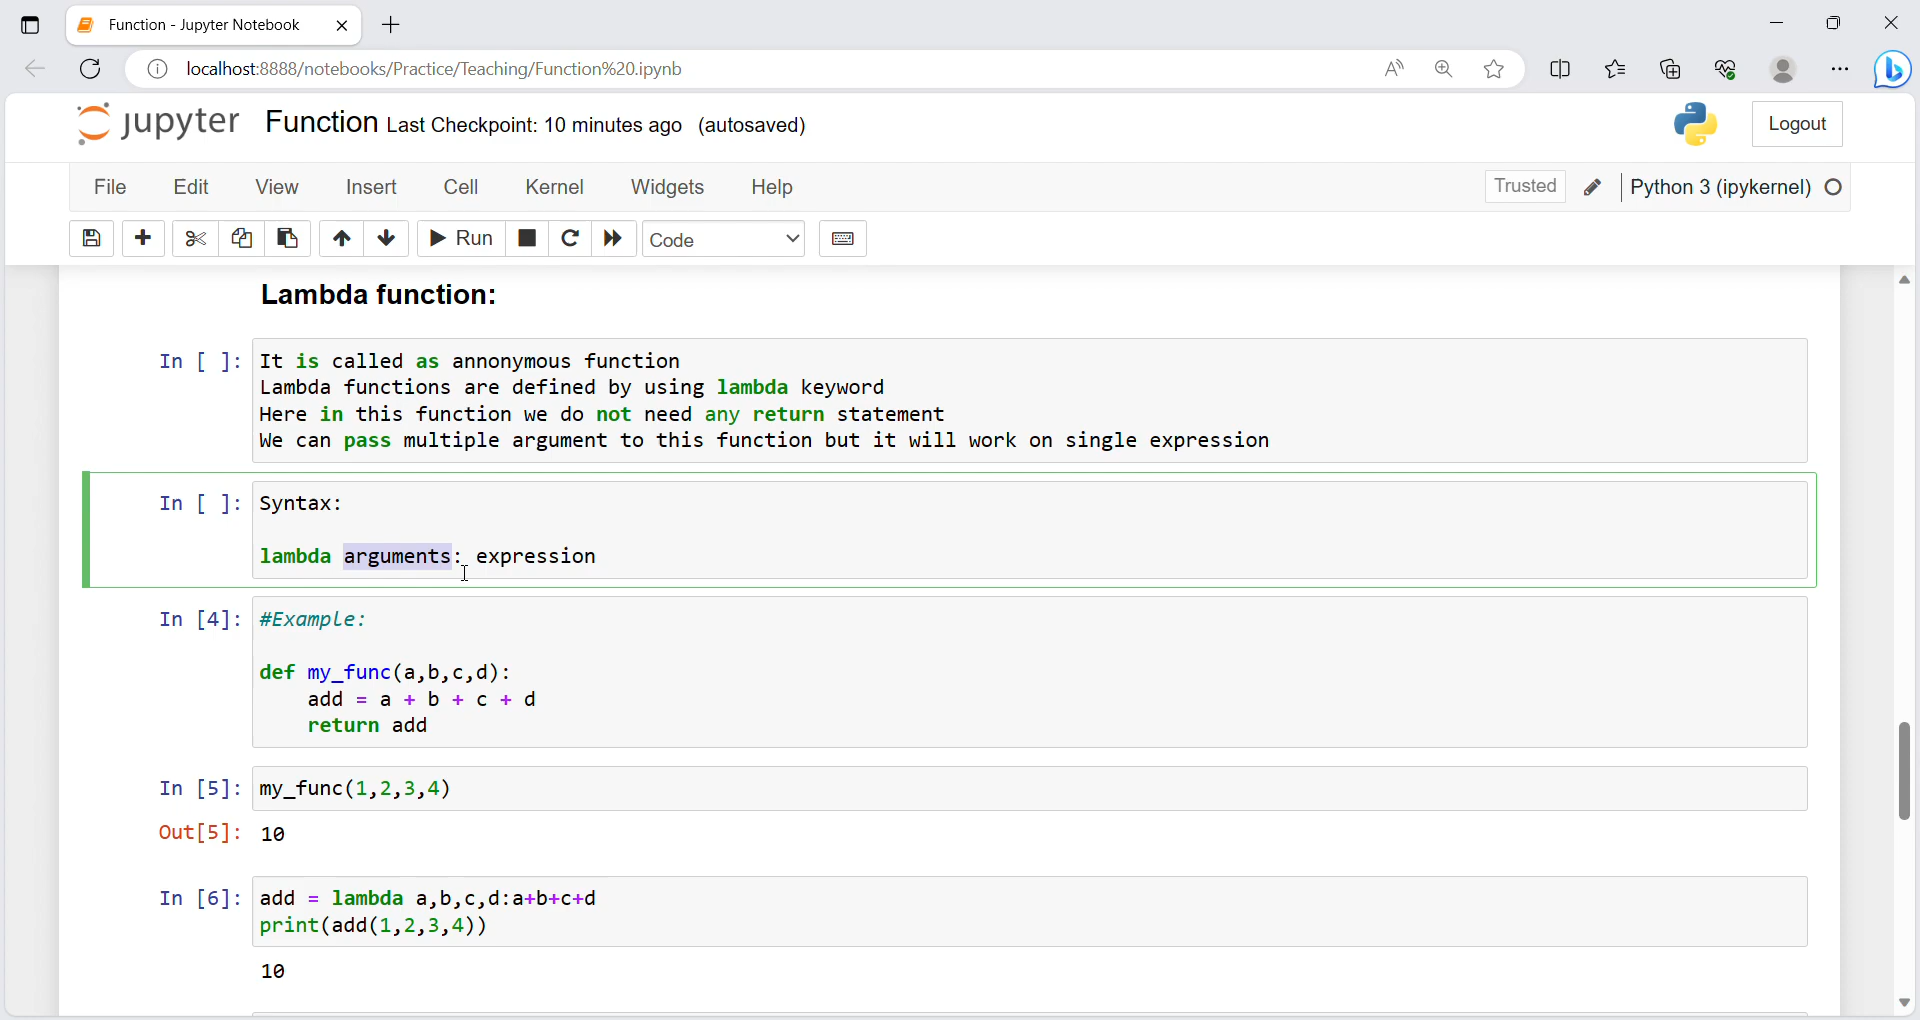 Function - Jupyter Notebook
localhost:8888/notebooks/Practice/Teaching/Function%20.ipynb
jupyter Function Last Checkpoint: 10 minutes ago (autosaved) Logout
File Edit View Insert Cell Kernel Widgets Help Trusted Python 3 (ipykernel)
Run Code
Lambda function:
In [ ]: It is called as annonymous function
Lambda functions are defined by using lambda keyword
Here in this function we do not need any return statement
We can pass multiple argument to this function but it will work on single expression
In [ ]: Syntax:
lambda arguments: expression
In [4]: #Example:
def my_func(a,b,c,d):
add = a + b + c + d
return add
In [5]: my_func(1,2,3,4)
Out[5]: 10
In [6]: add = lambda a,b,c,d:a+b+c+d
print(add(1,2,3,4))
10